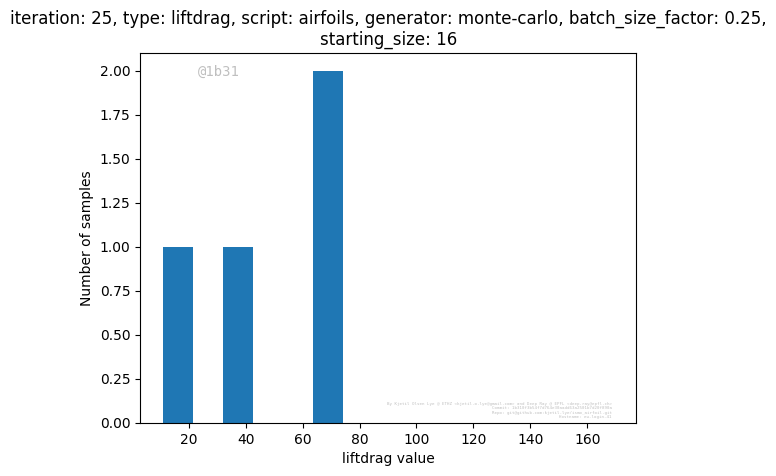 iteration: 25, type: liftdrag, script: airfoils, generator: monte-carlo, batch_size_factor: 0.25,
starting_size: 16
@1b31
2.00
1.75
1.50
1.25
1.00
0.75
0.50
0.25
0.00
Number of samples
20 40 60 80 100 120 140 160
liftdrag value